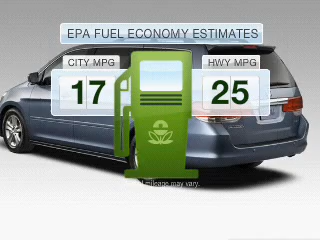 EPA FUEL ECONOMY ESTIMATES
CITY MPG
HWY MPG
17
25
mileage may vary.